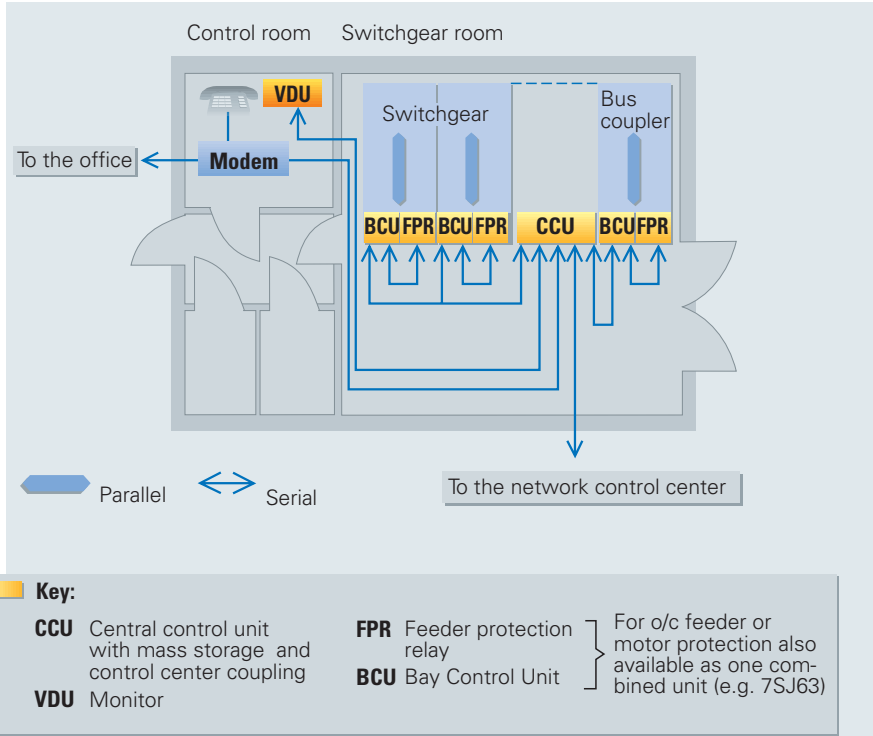 Control room
Switchgear room
VDU
Switchgear
Bus
coupler
To the office
Modem
BCU FPR BCU FPR CCU BCU FPR
To the network control center
Parallel
Serial
Key:
CCU Central control unit
with mass storage and
control center coupling
VDU Monitor
FPR Feeder protection
relay
BCU Bay Control Unit
For o/c feeder or
motor protection also
available as one com-
bined unit (e.g. 7SJ63)